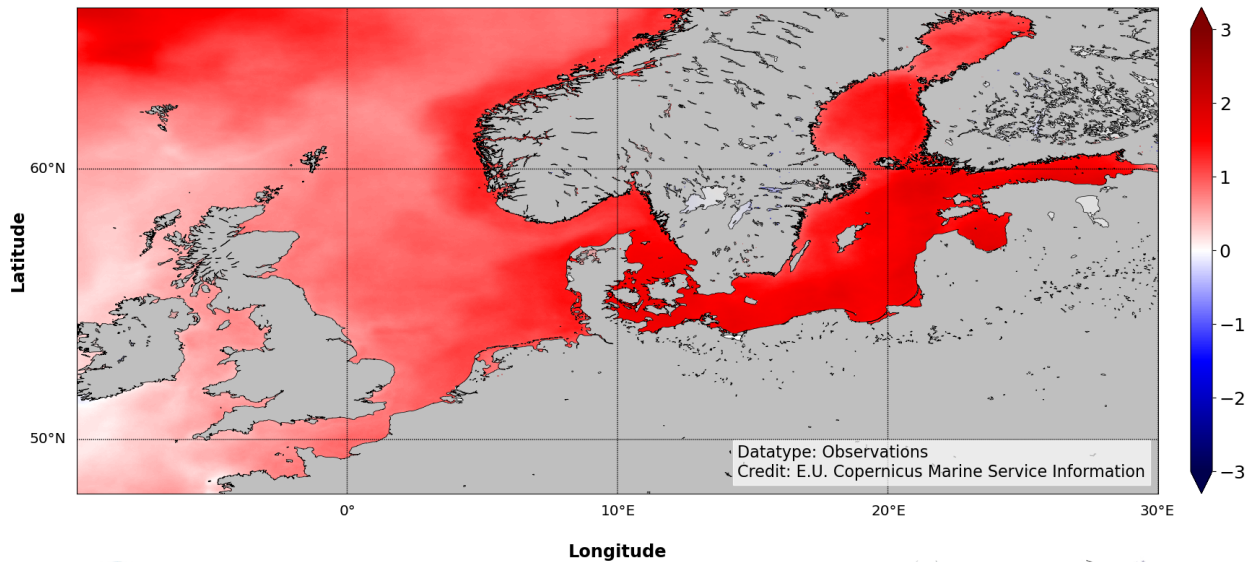 60°N
50°N
Latitude
Datatype: Observations
Credit: E.U. Copernicus Marine Service Information
0°
10°E
20°E
30°E
Longitude
3
2
1
0
−1
−2
−3